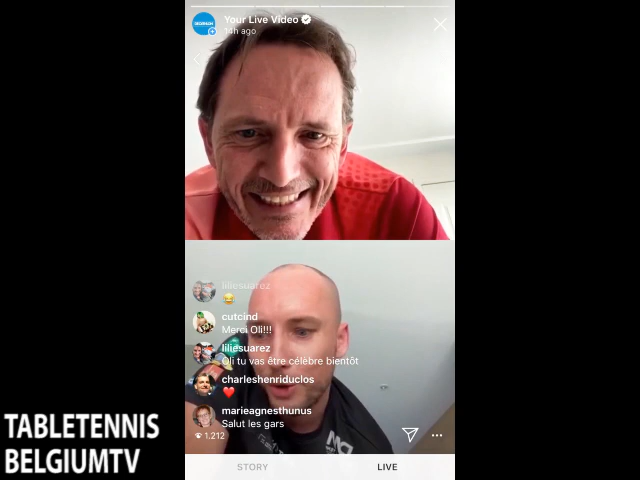 DECATHLON
Your Live Video
14h ago
liliesuarez
😂
cutcind
Merci Oli!!!
liliesuarez
Oli tu vas être célèbre bientôt
charleshenriduclos
❤️
marieagnesthunus
Salut les gars
1.212
STORY
LIVE
TABLETENNIS
BELGIUMTV